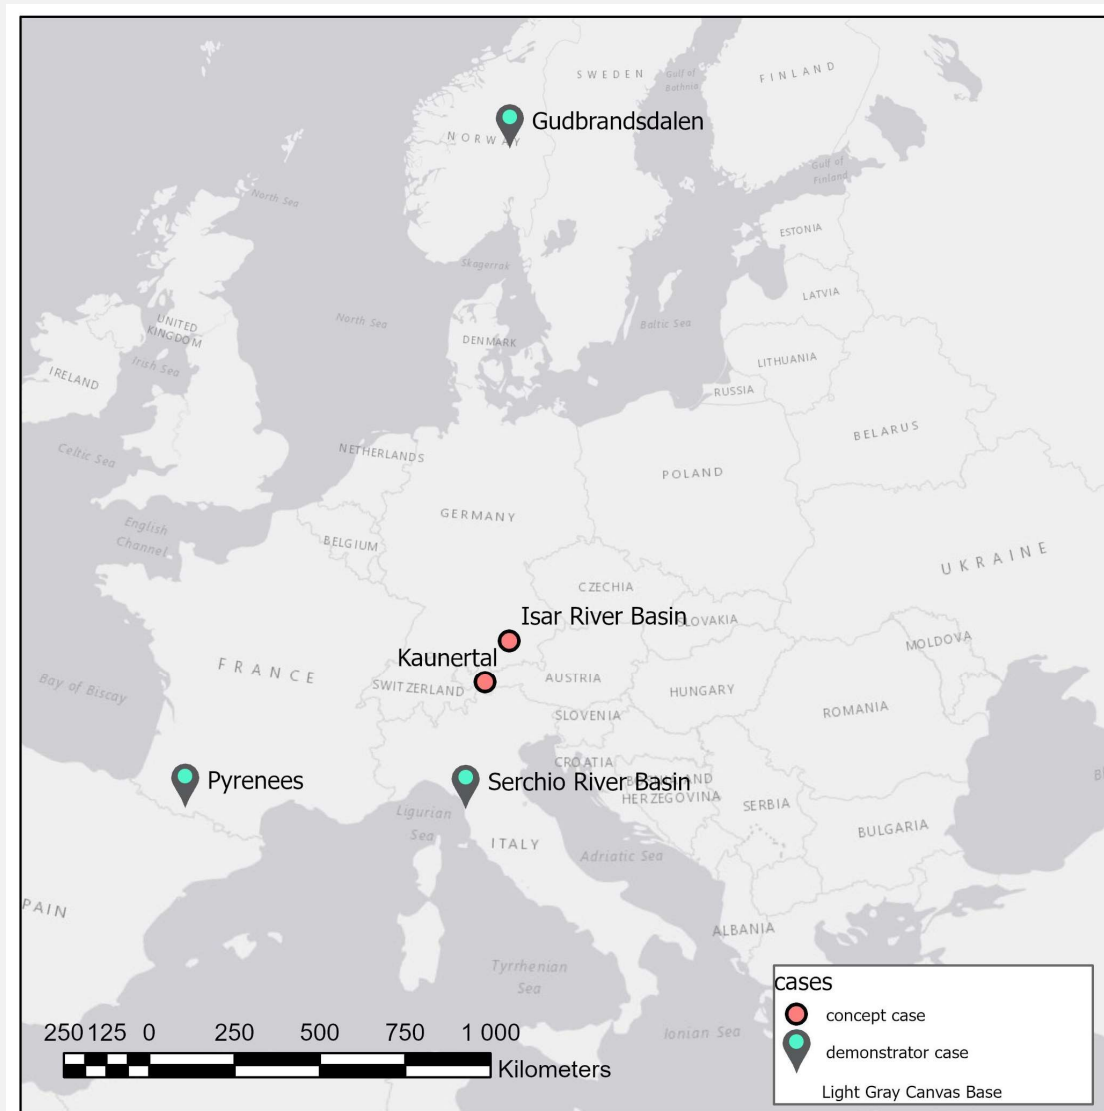 SWEDEN
Gulf of
Bothnia
FINLAND
Gudbrandsdalen
NORWAY
Gulf of
Finland
North Sea
ESTONIA
Skagerrak
LATVIA
UNITED
KINGDOM
North Sea
Baltic Sea
DENMARK
Irish Sea
LITHUANIA
IRELAND
RUSSIA
BELARUS
Celtic Sea
NETHERLANDS
POLAND
GERMANY
English
Channel
BELGIUM
UKRAINE
CZECHIA
Isar River Basin
SLOVAKIA
MOLDOVA
Kaunertal
FRANCE
SWITZERLAND
AUSTRIA
Bay of Biscay
HUNGARY
ROMANIA
SLOVENIA
CROATIA
Pyrenees
Serchio River Basin
AND
HERZEGOVINA
SERBIA
Ligurian
Sea
BULGARIA
ITALY
Adriatic Sea
PAIN
ALBANIA
Tyrrhenian
Sea
cases
concept case
demonstrator case
Light Gray Canvas Base
Ionian Sea
250 125 0 250 500 750 1 000
Kilometers